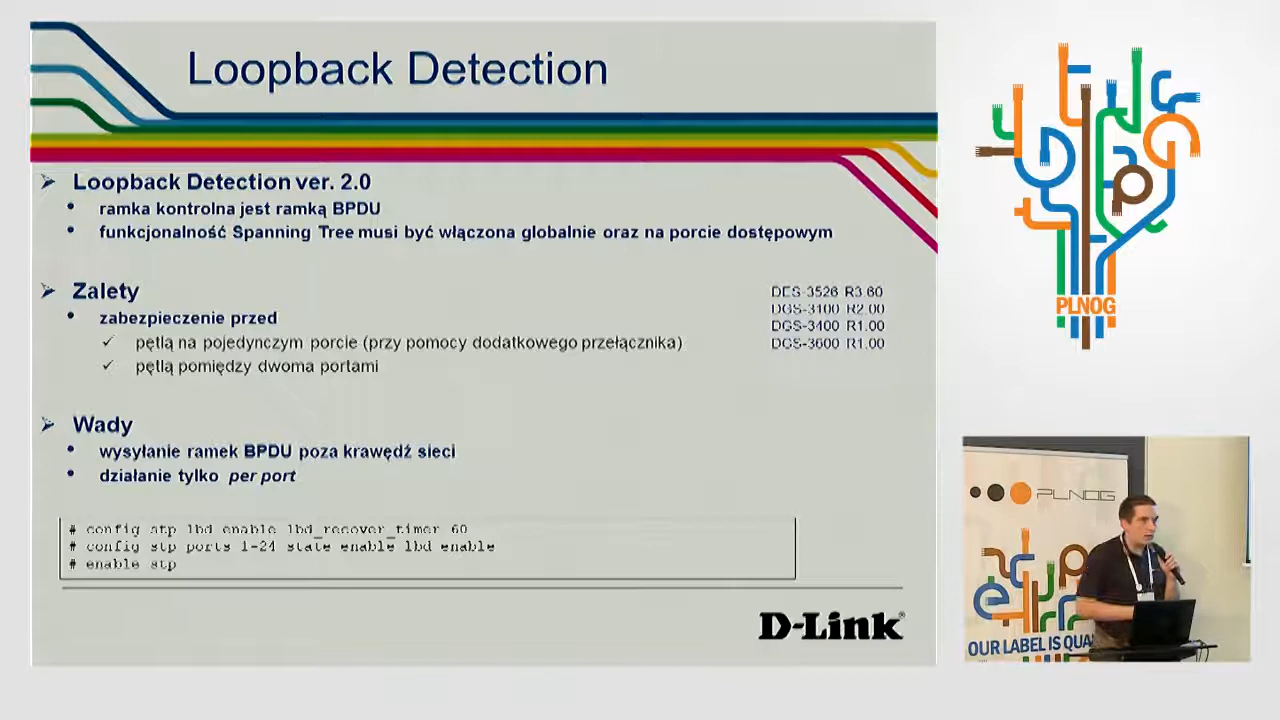 Loopback Detection
Loopback Detection ver. 2.0
ramka kontrolna jest ramką BPDU
funkcjonalność Spanning Tree musi być włączona globalnie oraz na porcie dostępowym
Zalety
zabezpieczenie przed
pętlą na pojedynczym porcie (przy pomocy dodatkowego przełącznika)
pętlą pomiędzy dwoma portami
DES-3526 R3.60
DGS-3100 R2.00
DGS-3400 R1.00
DGS-3600 R1.00
Wady
wysyłanie ramek BPDU poza krawędź sieci
działanie tylko per port
# config stp lbd enable lbd_recover_timer 60
# config stp ports 1-24 state enable lbd enable
# enable stp
D-Link®
PLNOG
PLNOG
OUR LABEL IS QUA